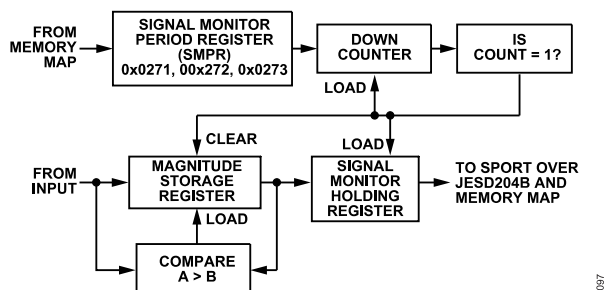 FROM
MEMORY
MAP
SIGNAL MONITOR
PERIOD REGISTER
(SMPR)
0x0271, 00x272, 0x0273
DOWN
COUNTER
IS
COUNT = 1?
LOAD
CLEAR
LOAD
FROM
INPUT
MAGNITUDE
STORAGE
REGISTER
SIGNAL
MONITOR
HOLDING
REGISTER
TO SPORT OVER
JESD204B AND
MEMORY MAP
LOAD
COMPARE
A > B
097